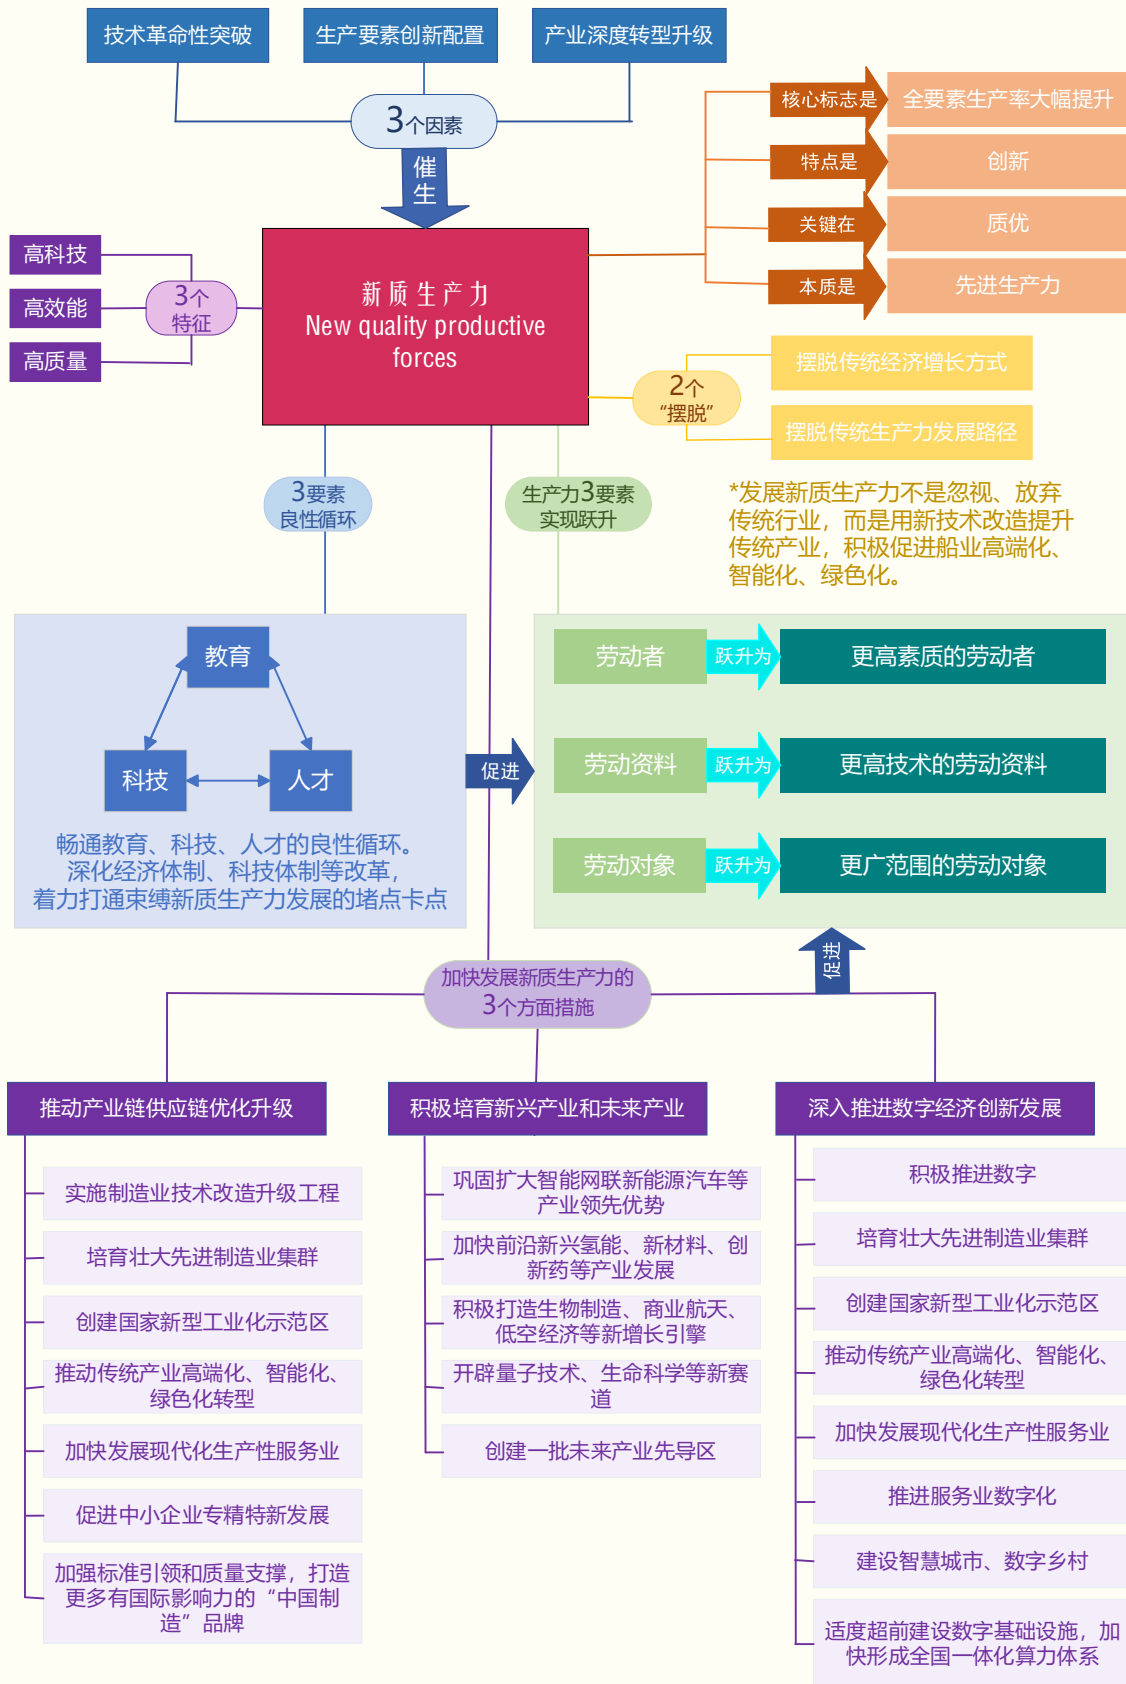 技术革命性突破
生产要素创新配置
产业深度转型升级
3个因素
催
生
核心标志是
全要素生产率大幅提升
特点是
创新
关键在
质优
本质是
先进生产力
高科技
高效能
高质量
3个
特征
新质生产力
New quality productive
forces
2个
“摆脱”
摆脱传统经济增长方式
摆脱传统生产力发展路径
3要素
良性循环
生产力3要素
实现跃升
*发展新质生产力不是忽视、放弃
传统行业，而是用新技术改造提升
传统产业，积极促进船业高端化、
智能化、绿色化。
教育
科技
人才
畅通教育、科技、人才的良性循环。
深化经济体制、科技体制等改革，
着力打通束缚新质生产力发展的堵点卡点
促进
劳动者
跃升为
更高素质的劳动者
劳动资料
跃升为
更高技术的劳动资料
劳动对象
跃升为
更广范围的劳动对象
促进
加快发展新质生产力的
3个方面措施
推动产业链供应链优化升级
实施制造业技术改造升级工程
培育壮大先进制造业集群
创建国家新型工业化示范区
推动传统产业高端化、智能化、
绿色化转型
加快发展现代化生产性服务业
促进中小企业专精特新发展
加强标准引领和质量支撑，打造
更多有国际影响力的“中国制
造”品牌
积极培育新兴产业和未来产业
巩固扩大智能网联新能源汽车等
产业领先优势
加快前沿新兴氢能、新材料、创
新药等产业发展
积极打造生物制造、商业航天、
低空经济等新增长引擎
开辟量子技术、生命科学等新赛
道
创建一批未来产业先导区
深入推进数字经济创新发展
积极推进数字
培育壮大先进制造业集群
创建国家新型工业化示范区
推动传统产业高端化、智能化、
绿色化转型
加快发展现代化生产性服务业
推进服务业数字化
建设智慧城市、数字乡村
适度超前建设数字基础设施，加
快形成全国一体化算力体系